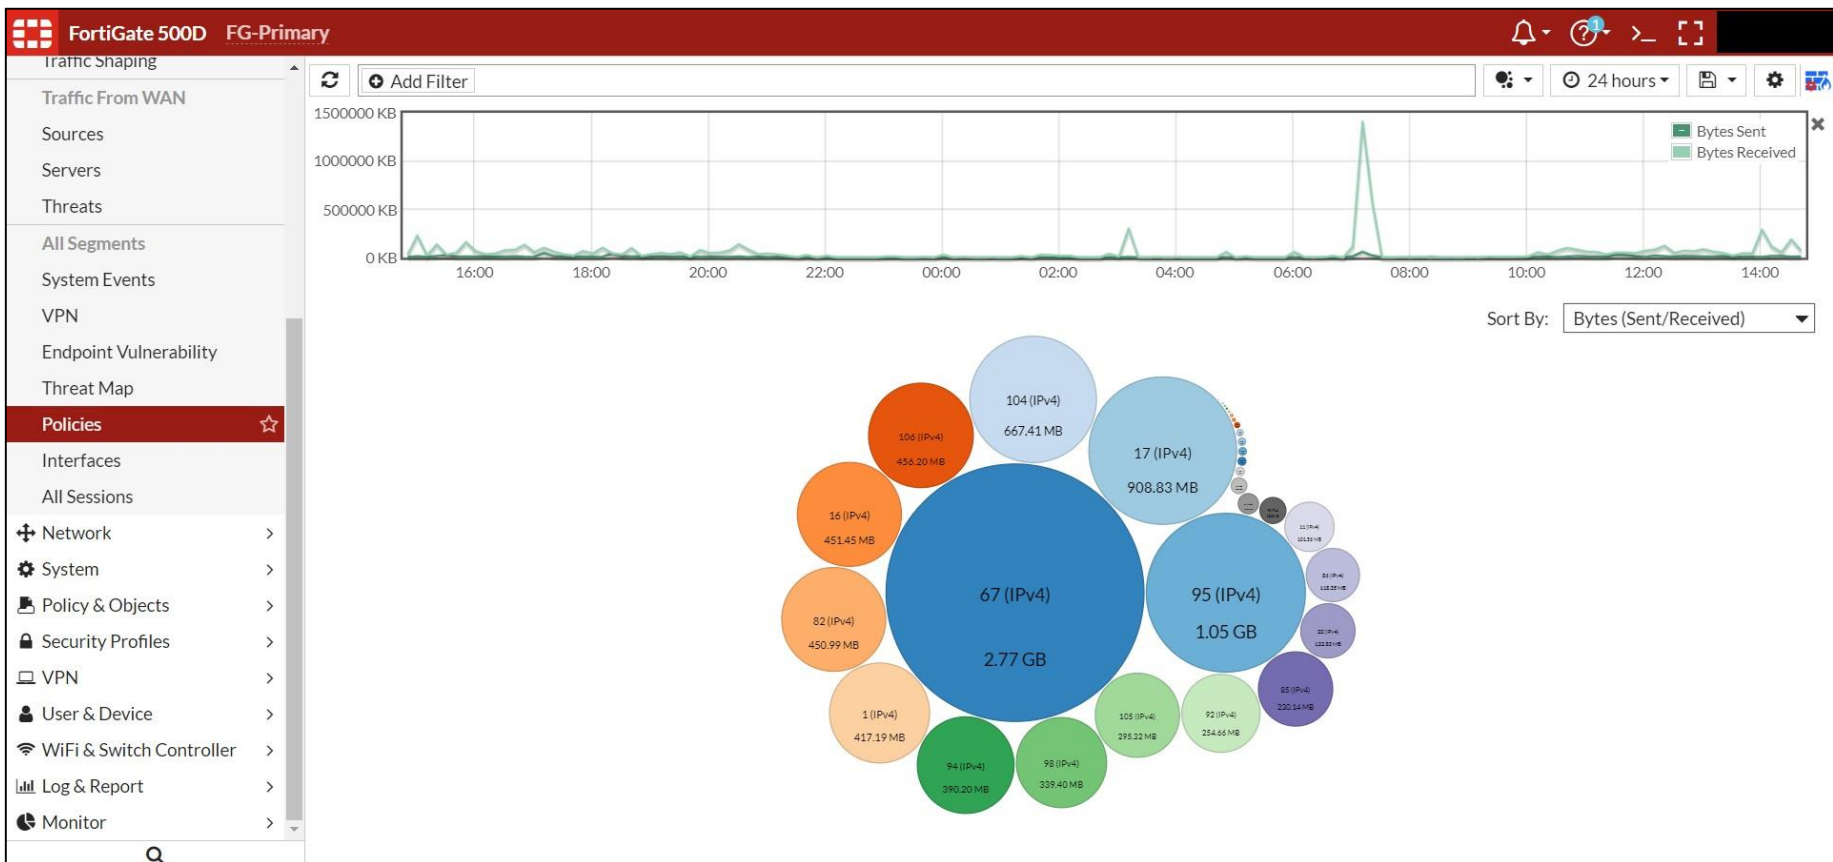 FortiGate 500D FG-Primary
1
Traffic Shaping
Traffic From WAN
Sources
Servers
Threats
All Segments
System Events
VPN
Endpoint Vulnerability
Threat Map
Policies
Interfaces
All Sessions
Network
System
Policy & Objects
Security Profiles
VPN
User & Device
WiFi & Switch Controller
Log & Report
Monitor
Add Filter
24 hours
1500000 KB
1000000 KB
500000 KB
0 KB
Bytes Sent
Bytes Received
16:00 18:00 20:00 22:00 00:00 02:00 04:00 06:00 08:00 10:00 12:00 14:00
Sort By: Bytes (Sent/Received)
104 (IPv4)
667.41 MB
106 (IPv4)
456.20 MB
17 (IPv4)
908.83 MB
16 (IPv4)
451.45 MB
67 (IPv4)
2.77 GB
95 (IPv4)
1.05 GB
11 (IPv4)
82 (IPv4)
450.99 MB
85 (IPv4)
230.14 MB
1 (IPv4)
417.19 MB
105 (IPv4)
295.32 MB
92 (IPv4)
254.66 MB
94 (IPv4)
390.20 MB
98 (IPv4)
339.40 MB